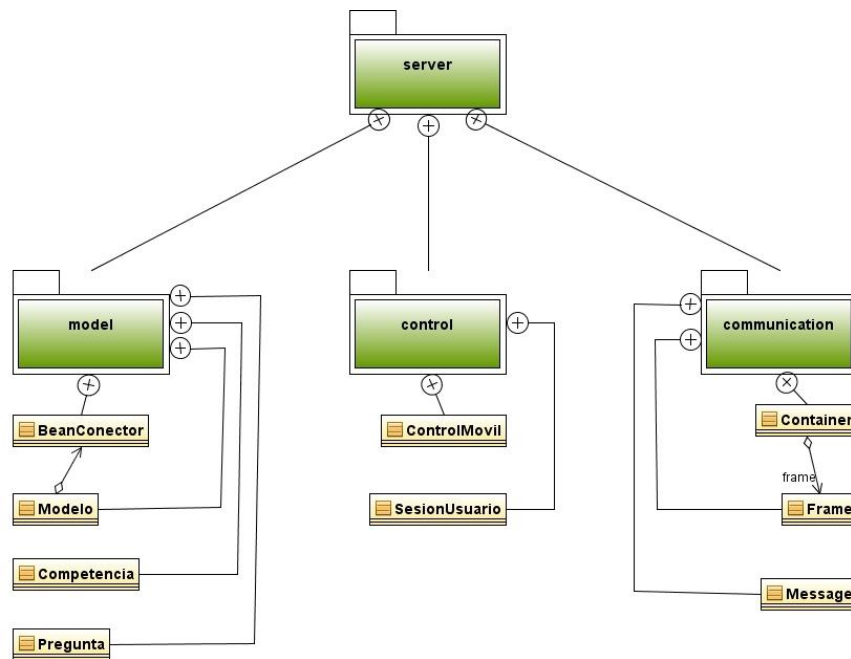 server
model
control
communication
BeanConector
ControlMovil
Container
frame
Modelo
SesionUsuario
Frame
Competencia
Message
Pregunta